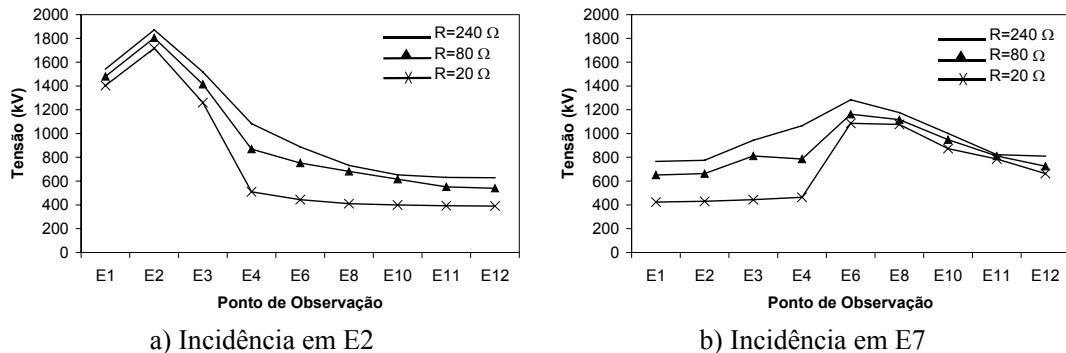 2000
1800
1600
1400
1200
1000
800
600
400
200
0
Tensão (kV)
R=240 Ω
R=80 Ω
R=20 Ω
E1 E2 E3 E4 E6 E8 E10 E11 E12
Ponto de Observação
a) Incidência em E2
2000
1800
1600
1400
1200
1000
800
600
400
200
0
Tensão (kV)
R=240 Ω
R=80 Ω
R=20 Ω
E1 E2 E3 E4 E6 E8 E10 E11 E12
Ponto de Observação
b) Incidência em E7